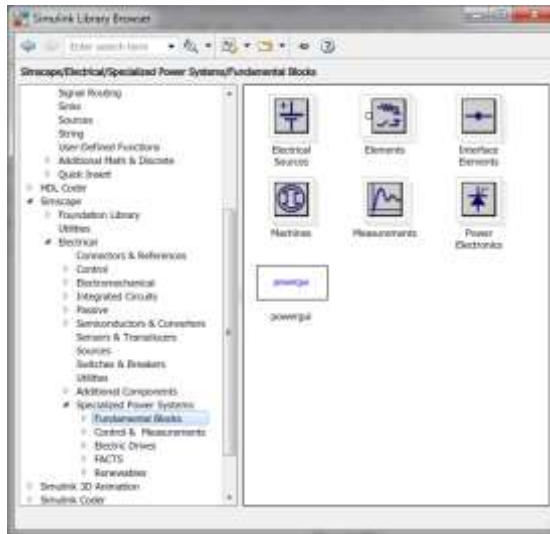 Simulink Library Browser
Enter search term
Simscape/Electrical/Specialized Power Systems/Fundamental Blocks
Signal Routing
Sinks
Sources
String
User-Defined Functions
Additional Math & Discrete
Quick Insert
HDL Coder
Simscape
Foundation Library
Utilities
Electrical
Connectors & References
Control
Electromechanical
Integrated Circuits
Passive
Semiconductors & Converters
Sensors & Transducers
Sources
Switches & Breakers
Utilities
Additional Components
Specialized Power Systems
Fundamental Blocks
Control & Measurements
Electric Drives
FACTS
Renewables
Simulink 3D Animation
Simulink Coder
Electrical
Sources
Elements
Interface
Elements
Machines
Measurements
Power
Electronics
powergui
powergui